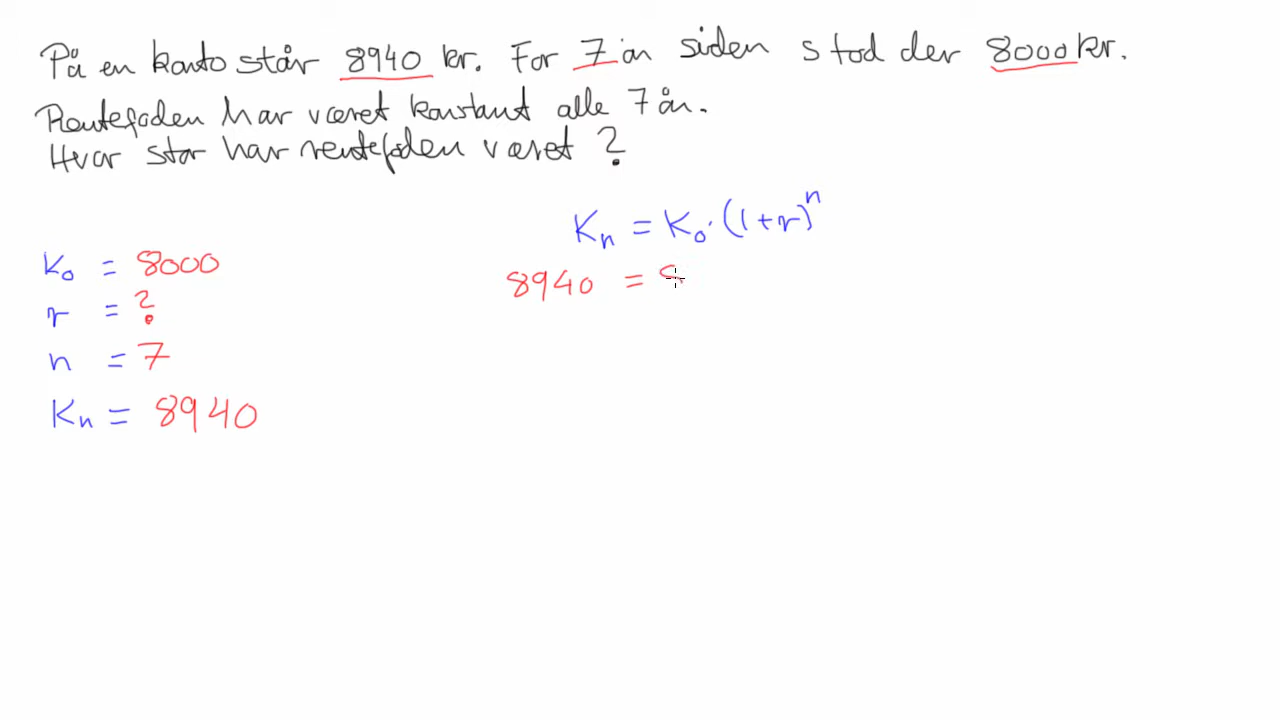 På en konto står 8940 kr. For 7 år siden stod der 8000 kr.
Rentefoden har været konstant alle 7 år.
Hvor stor har rentefoden været ?
Kₙ = K₀ · (1+r)ⁿ
K₀ = 8000
8940 = 8
r = ?
n = 7
Kₙ = 8940